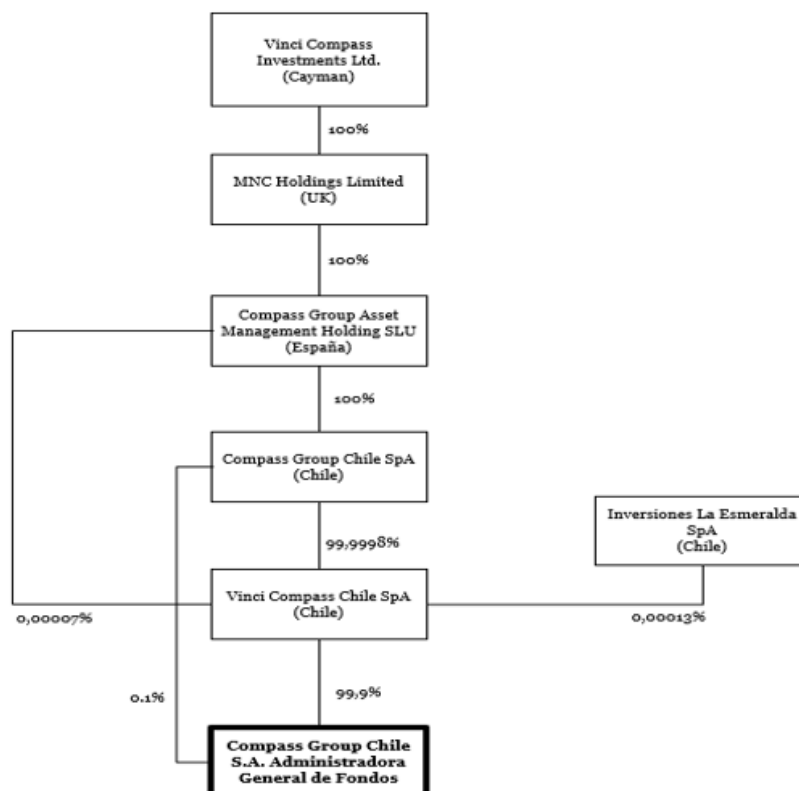 Vinci Compass
Investments Ltd.
(Cayman)
100%
MNC Holdings Limited
(UK)
100%
Compass Group Asset
Management Holding SLU
(España)
100%
Compass Group Chile SpA
(Chile)
Inversiones La Esmeralda
SpA
(Chile)
99,9998%
Vinci Compass Chile SpA
(Chile)
0,00007%
0,00013%
0.1%
99,9%
Compass Group Chile
S.A. Administradora
General de Fondos